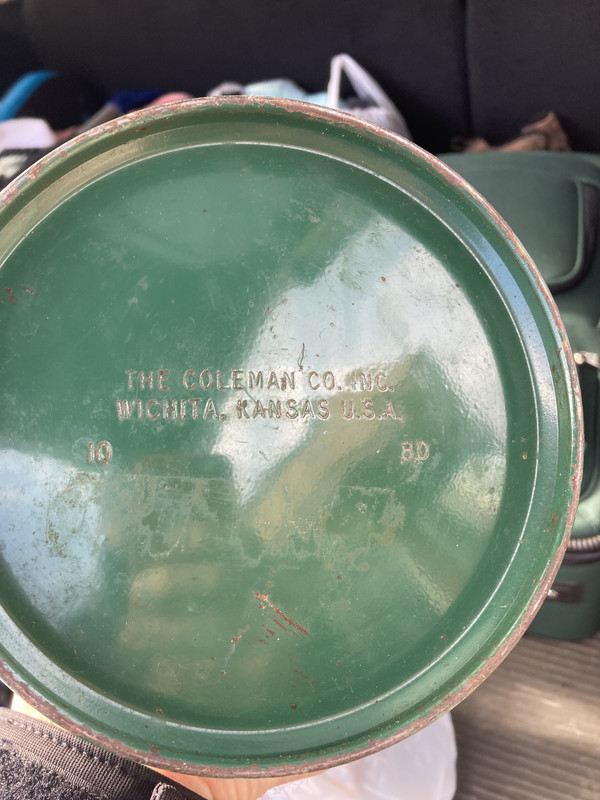 THE COLEMAN CO. INC.
WICHITA, KANSAS U.S.A.
10 80